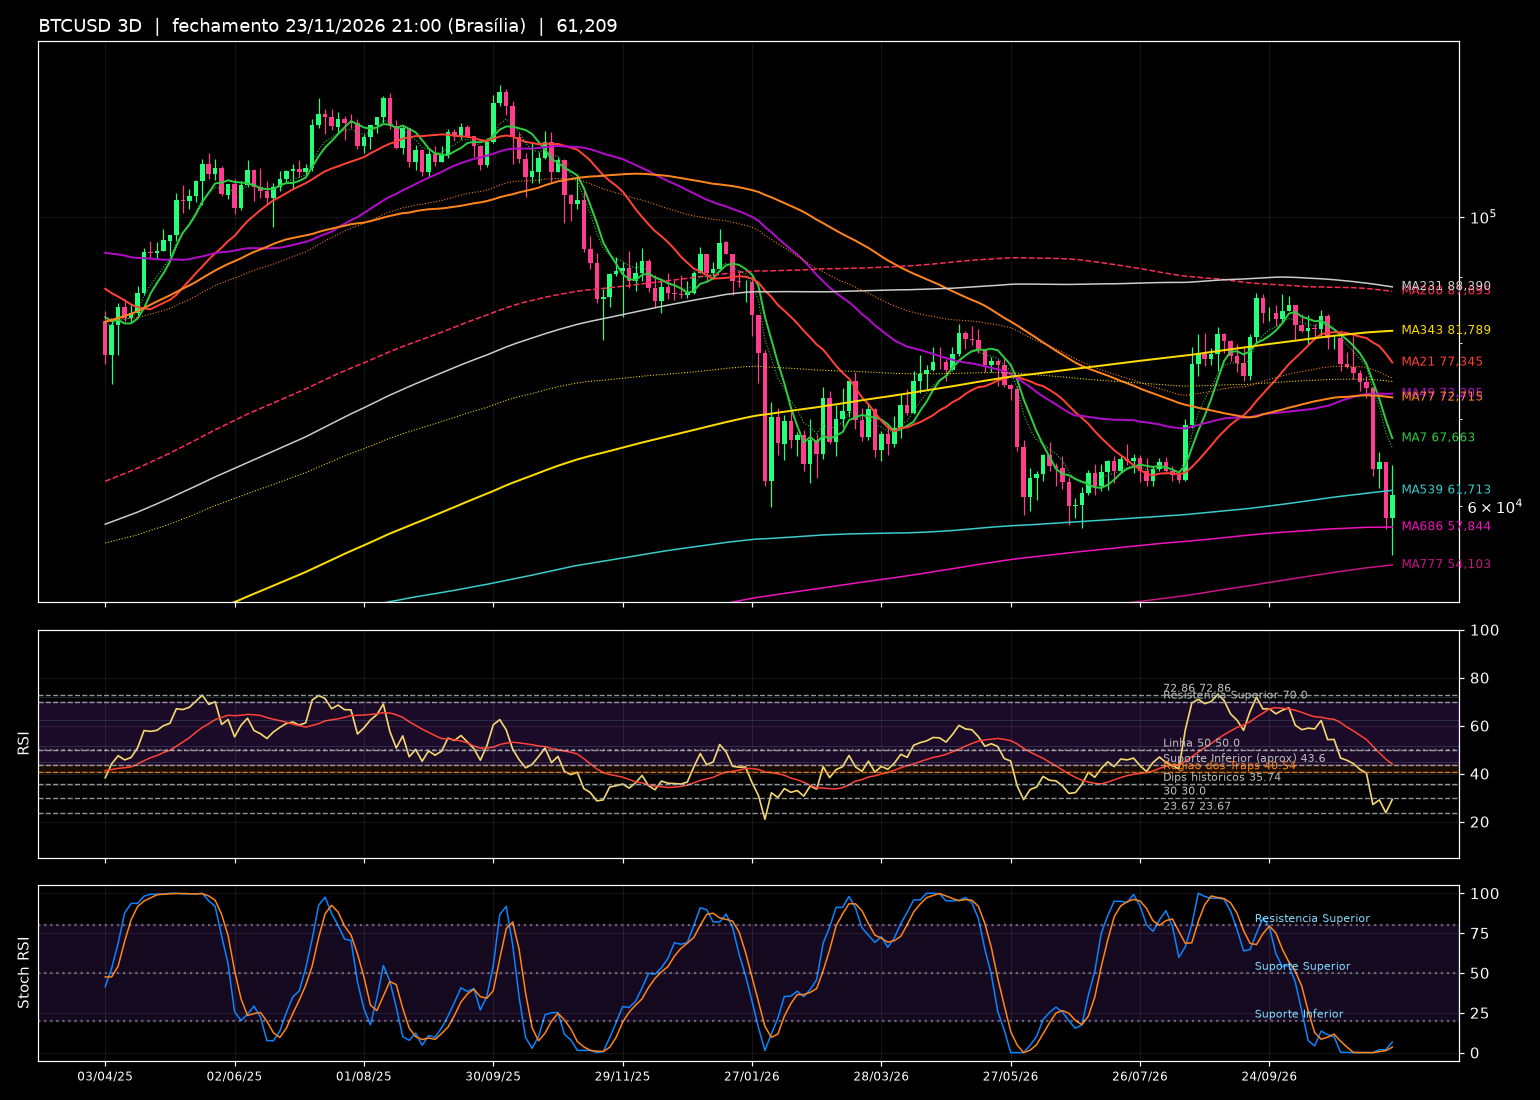 BTCUSD 3D | fechamento 23/11/2026 21:00 (Brasília) | 61,209
10^5
MA231 88,390
MA343 81,789
MA21 77,345
MA77 72,715
MA7 67,663
MA539 61,713
6 × 10^4
MA686 57,844
MA777 54,103
RSI
100
80
60
40
20
72.86 72.86
Resistencia Superior 70.0
Linha 50 50.0
Suporte Inferior (aprox) 43.6
Regiao dos Traps 40.54
Dips historicos 35.74
30 30.0
23.67 23.67
Stoch RSI
100
75
50
25
0
Resistencia Superior
Suporte Superior
Suporte Inferior
03/04/25
02/06/25
01/08/25
30/09/25
29/11/25
27/01/26
28/03/26
27/05/26
26/07/26
24/09/26